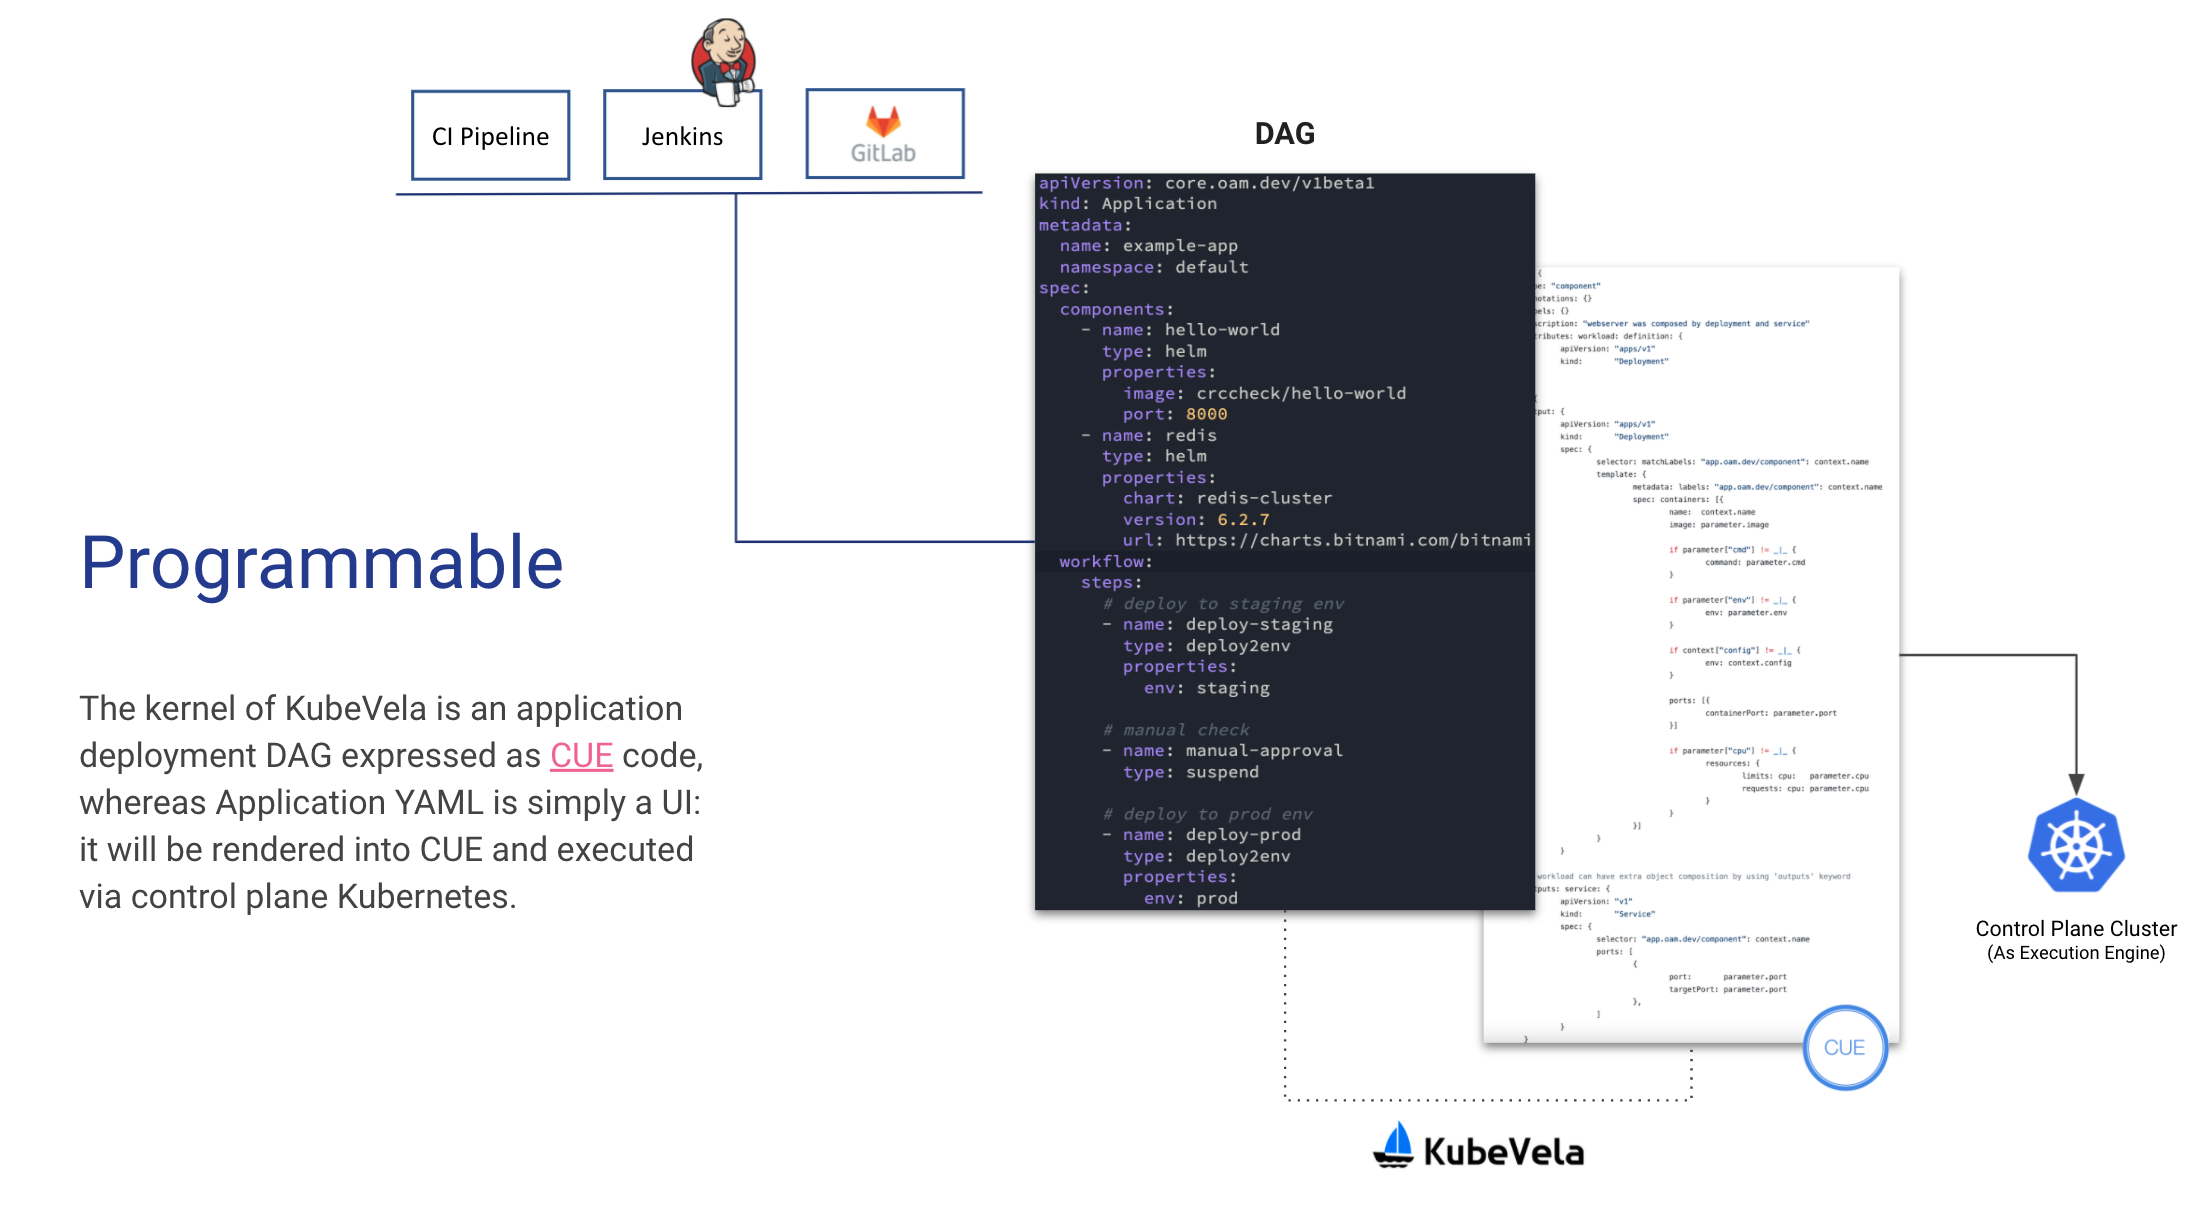 CI Pipeline
Jenkins
GitLab
DAG
apiVersion: core.oam.dev/v1beta1
kind: Application
metadata:
  name: example-app
  namespace: default
spec:
  components:
    - name: hello-world
      type: helm
      properties:
        image: crccheck/hello-world
        port: 8000
    - name: redis
      type: helm
      properties:
        chart: redis-cluster
        version: 6.2.7
        url: https://charts.bitnami.com/bitnami
  workflow:
    steps:
      # deploy to staging env
      - name: deploy-staging
        type: deploy2env
        properties:
          env: staging
      # manual check
      - name: manual-approval
        type: suspend
      # deploy to prod env
      - name: deploy-prod
        type: deploy2env
        properties:
          env: prod
{
"component"
{}
{}
"webserver was composed by deployment and service"
workload: definition: {
apiVersion: "apps/v1"
kind: "Deployment"
{
apiVersion: "apps/v1"
kind: "Deployment"
spec: {
selector: matchLabels: "app.oam.dev/component": context.name
template: {
metadata: labels: "app.oam.dev/component": context.name
spec: containers: [{
name: context.name
image: parameter.image
if parameter["cmd"] != _|_ {
command: parameter.cmd
}
if parameter["env"] != _|_ {
env: parameter.env
}
if context["config"] != _|_ {
env: context.config
}
ports: [{
containerPort: parameter.port
}]
if parameter["cpu"] != _|_ {
resources: {
limits: cpu: parameter.cpu
requests: cpu: parameter.cpu
}
}
}]
}
}
workload can have extra object composition by using 'outputs' keyword
service: {
apiVersion: "v1"
kind: "Service"
spec: {
selector: "app.oam.dev/component": context.name
ports: [
{
port: parameter.port
targetPort: parameter.port
},
]
}
}
CUE
Programmable
The kernel of KubeVela is an application
deployment DAG expressed as CUE code,
whereas Application YAML is simply a UI:
it will be rendered into CUE and executed
via control plane Kubernetes.
Control Plane Cluster
(As Execution Engine)
KubeVela